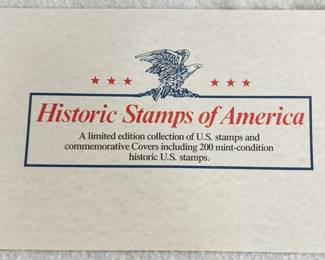 Historic Stamps of America
A limited edition collection of U.S. stamps and
commemorative Covers including 200 mint-condition
historic U.S. stamps.